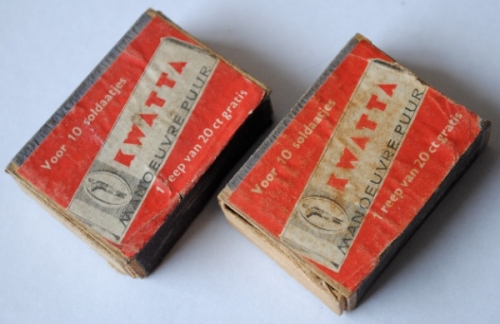 Voor 10 soldaatjes
KWATTA
MANOEUVRE PUUR
1 reep van 20 ct gratis
Voor 10 soldaatjes
KWATTA
MANOEUVRE PUUR
1 reep van 20 ct gratis